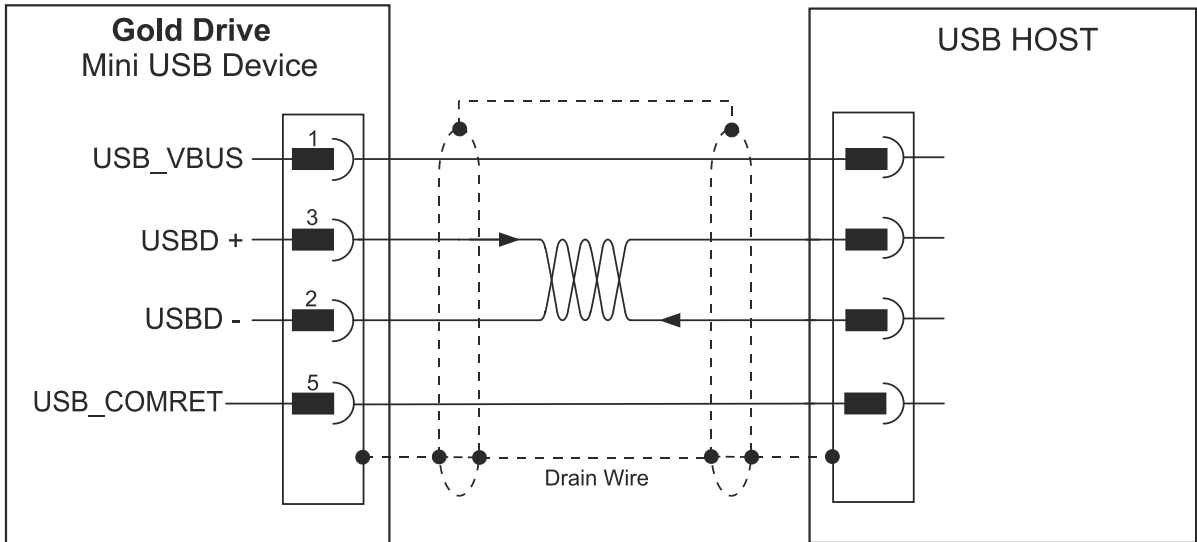 Gold Drive
Mini USB Device
USB HOST
USB_VBUS
1
USBD +
3
USBD -
2
USB_COMRET
5
Drain Wire